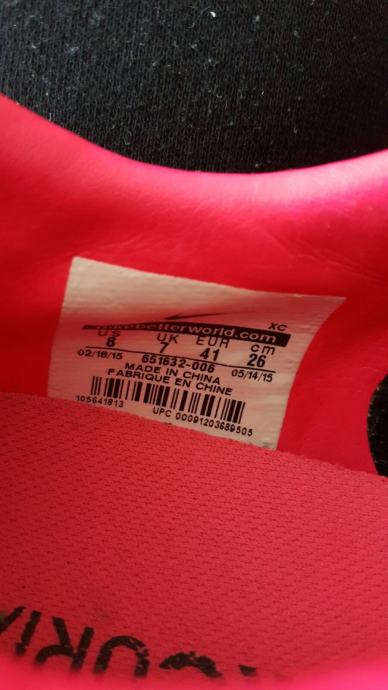 XC
nikebetterworld.com
US UK EUR cm
8 7 41 26
02/18/15 651632-006 05/14/15
MADE IN CHINA
FABRIQUE EN CHINE
105641813 UPC 00091203689505